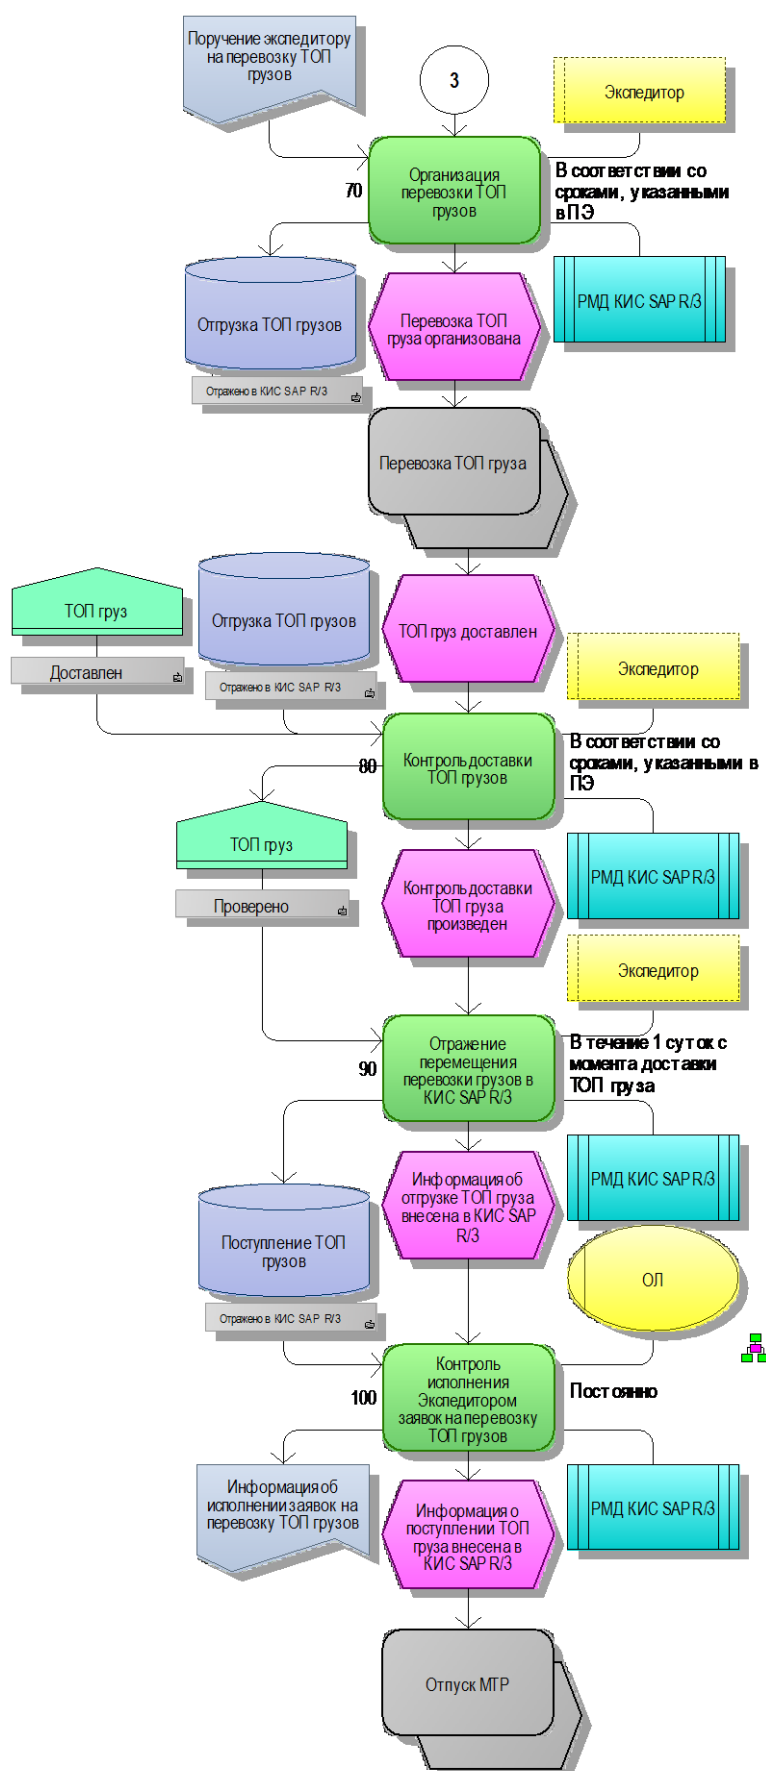 Поручение экспедитору
на перевозку ТОП
грузов
3
Экспедитор
70
Организация
перевозки ТОП
грузов
В соответствии со
сроками, указанными
в ПЭ
Отгрузка ТОП грузов
Отражено в КИС SAP R/3
Перевозка ТОП
груза организована
РМД КИС SAP R/3
Перевозка ТОП груза
ТОП груз
Доставлен
Отгрузка ТОП грузов
Отражено в КИС SAP R/3
ТОП груз доставлен
Экспедитор
80
Контроль доставки
ТОП грузов
В соответствии со
сроками, указанными в
ПЭ
ТОП груз
Проверено
Контроль доставки
ТОП груза
произведен
РМД КИС SAP R/3
Экспедитор
90
Отражение
перемещения
перевозки грузов в
КИС SAP R/3
В течение 1 суток с
момента доставки
ТОП груза
Поступление ТОП
грузов
Отражено в КИС SAP R/3
Информация об
отгрузке ТОП груза
внесена в КИС SAP
R/3
РМД КИС SAP R/3
ОЛ
100
Контроль
исполнения
Экспедитором
заявок на перевозку
ТОП грузов
Постоянно
Информация об
исполнении заявок на
перевозку ТОП грузов
Информация о
поступлении ТОП
груза внесена в
КИС SAP R/3
РМД КИС SAP R/3
Отпуск МТР